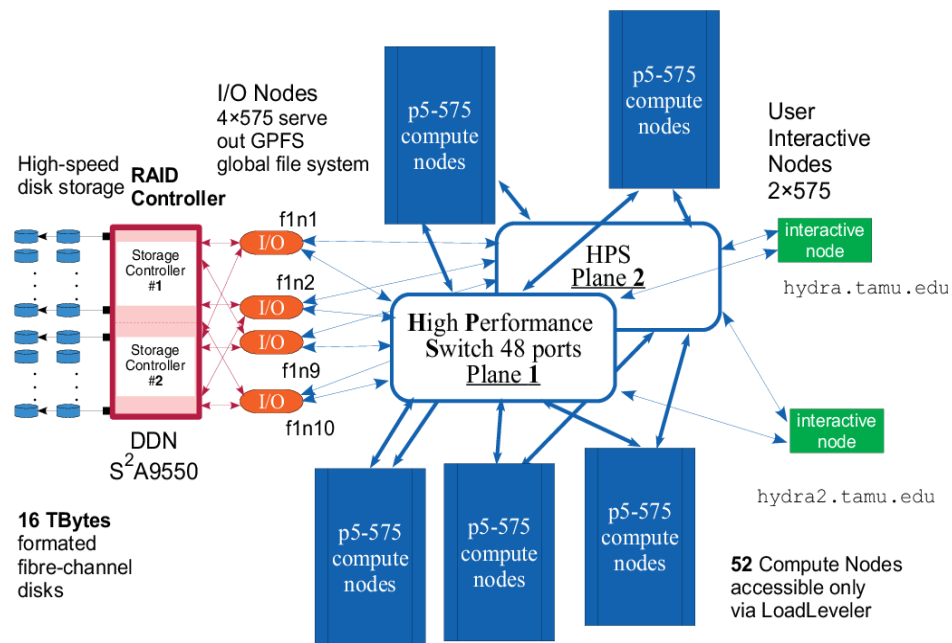 p5-575
compute
nodes
p5-575
compute
nodes
I/O Nodes
4×575 serve
out GPFS
global file system
User
Interactive
Nodes
2×575
High-speed
disk storage
RAID
Controller
f1n1
I/O
f1n2
I/O
I/O
f1n9
I/O
f1n10
Storage
Controller
#1
Storage
Controller
#2
DDN
S2A9550
HPS
Plane 2
High Performance
Switch 48 ports
Plane 1
interactive
node
hydra.tamu.edu
interactive
node
hydra2.tamu.edu
16 TBytes
formated
fibre-channel
disks
p5-575
compute
nodes
p5-575
compute
nodes
p5-575
compute
nodes
52 Compute Nodes
accessible only
via LoadLeveler